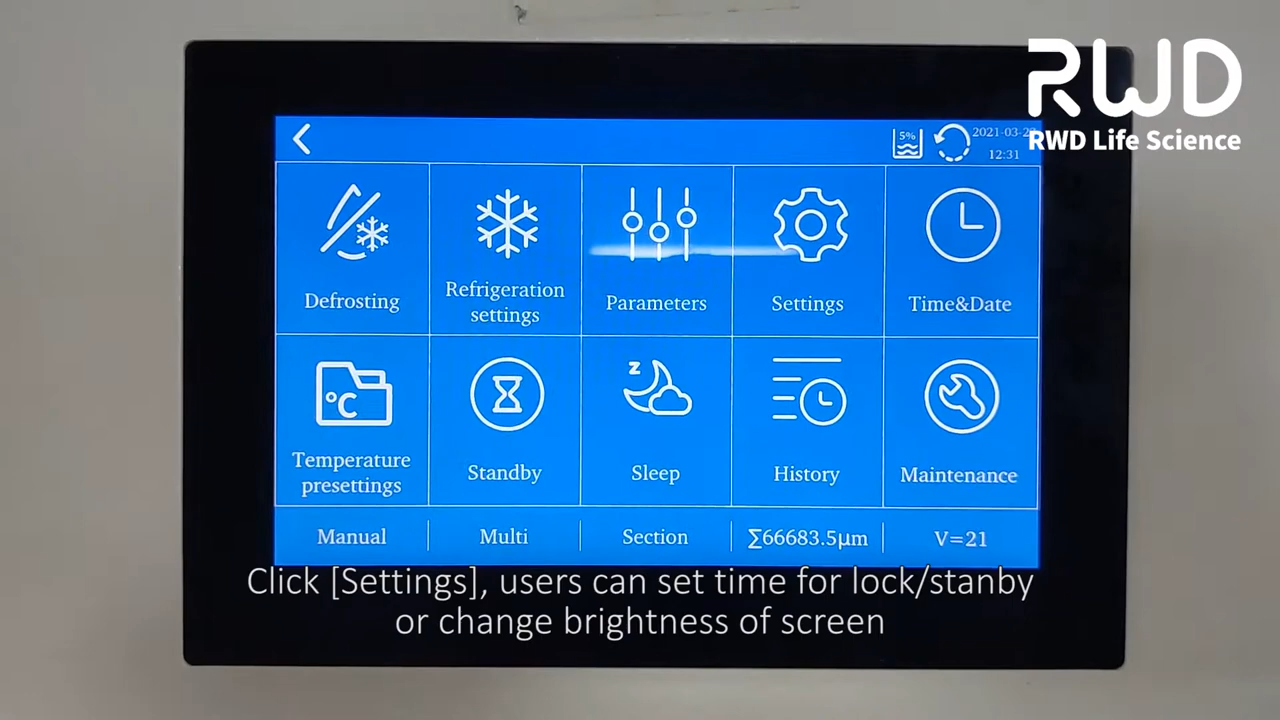 RWD
RWD Life Science
5%
12:31
Defrosting
Refrigeration
settings
Parameters
Settings
Time&Date
°C
Temperature
presettings
Standby
z
Sleep
History
Maintenance
Manual
Multi
Section
∑66683.5µm
V=21
Click [Settings], users can set time for lock/stanby
or change brightness of screen